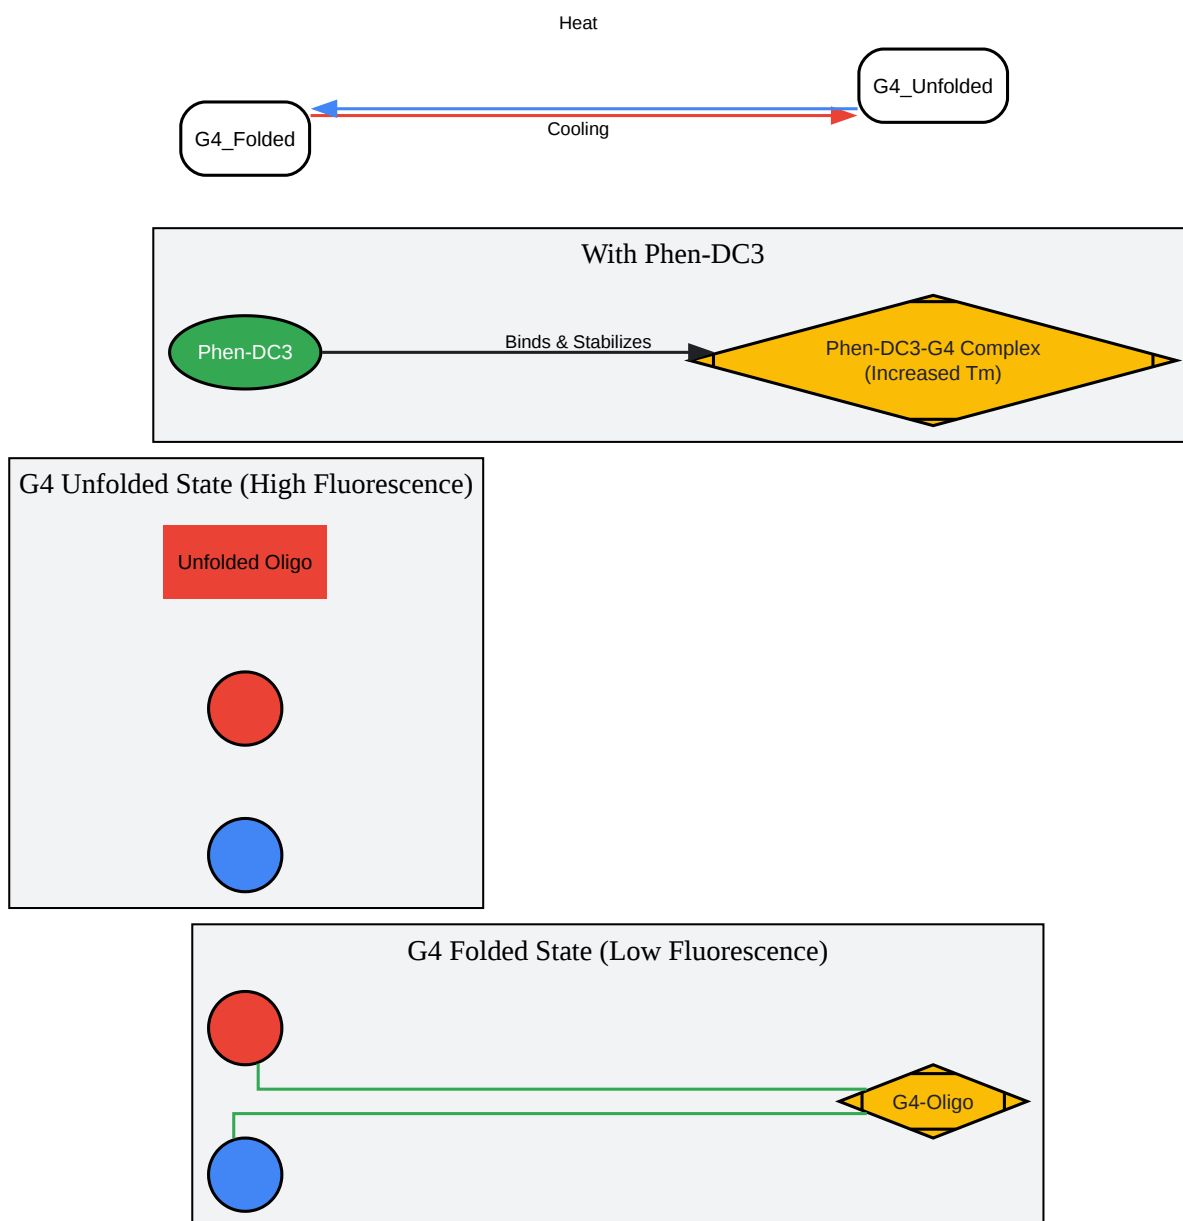 Heat
G4_Unfolded
Cooling
G4_Folded
With Phen-DC3
Phen-DC3
Binds & Stabilizes
Phen-DC3-G4 Complex
(Increased Tm)
G4 Unfolded State (High Fluorescence)
Unfolded Oligo
G4 Folded State (Low Fluorescence)
G4-Oligo